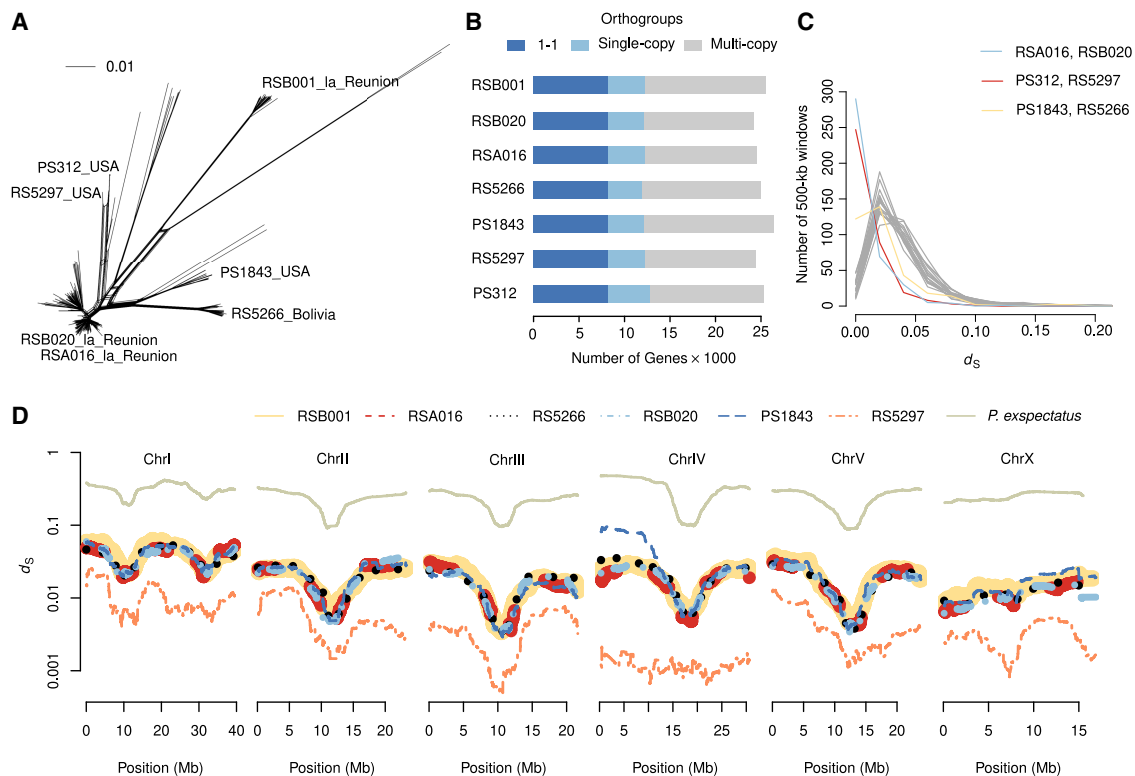 A
0.01
RSB001_la_Reunion
PS312_USA
RS5297_USA
PS1843_USA
RS5266_Bolivia
RSB020_la_Reunion
RSA016_la_Reunion
B
Orthogroups
1-1 Single-copy Multi-copy
RSB001
RSB020
RSA016
RS5266
PS1843
RS5297
PS312
0 5 10 15 20 25
Number of Genes × 1000
C
RSA016, RSB020
PS312, RS5297
PS1843, RS5266
Number of 500-kb windows
300
250
200
150
100
50
0
0.00 0.05 0.10 0.15 0.20
dS
D
RSB001 RSA016 RS5266 RSB020 PS1843 RS5297 P. exspectatus
ChrI ChrII ChrIII ChrIV ChrV ChrX
dS
1
0.1
0.01
0.001
0 10 20 30 40
0 5 10 15 20
0 5 10 15 20
0 5 10 15 20 25 30
0 5 10 15 20
0 5 10 15
Position (Mb) Position (Mb) Position (Mb) Position (Mb) Position (Mb) Position (Mb)